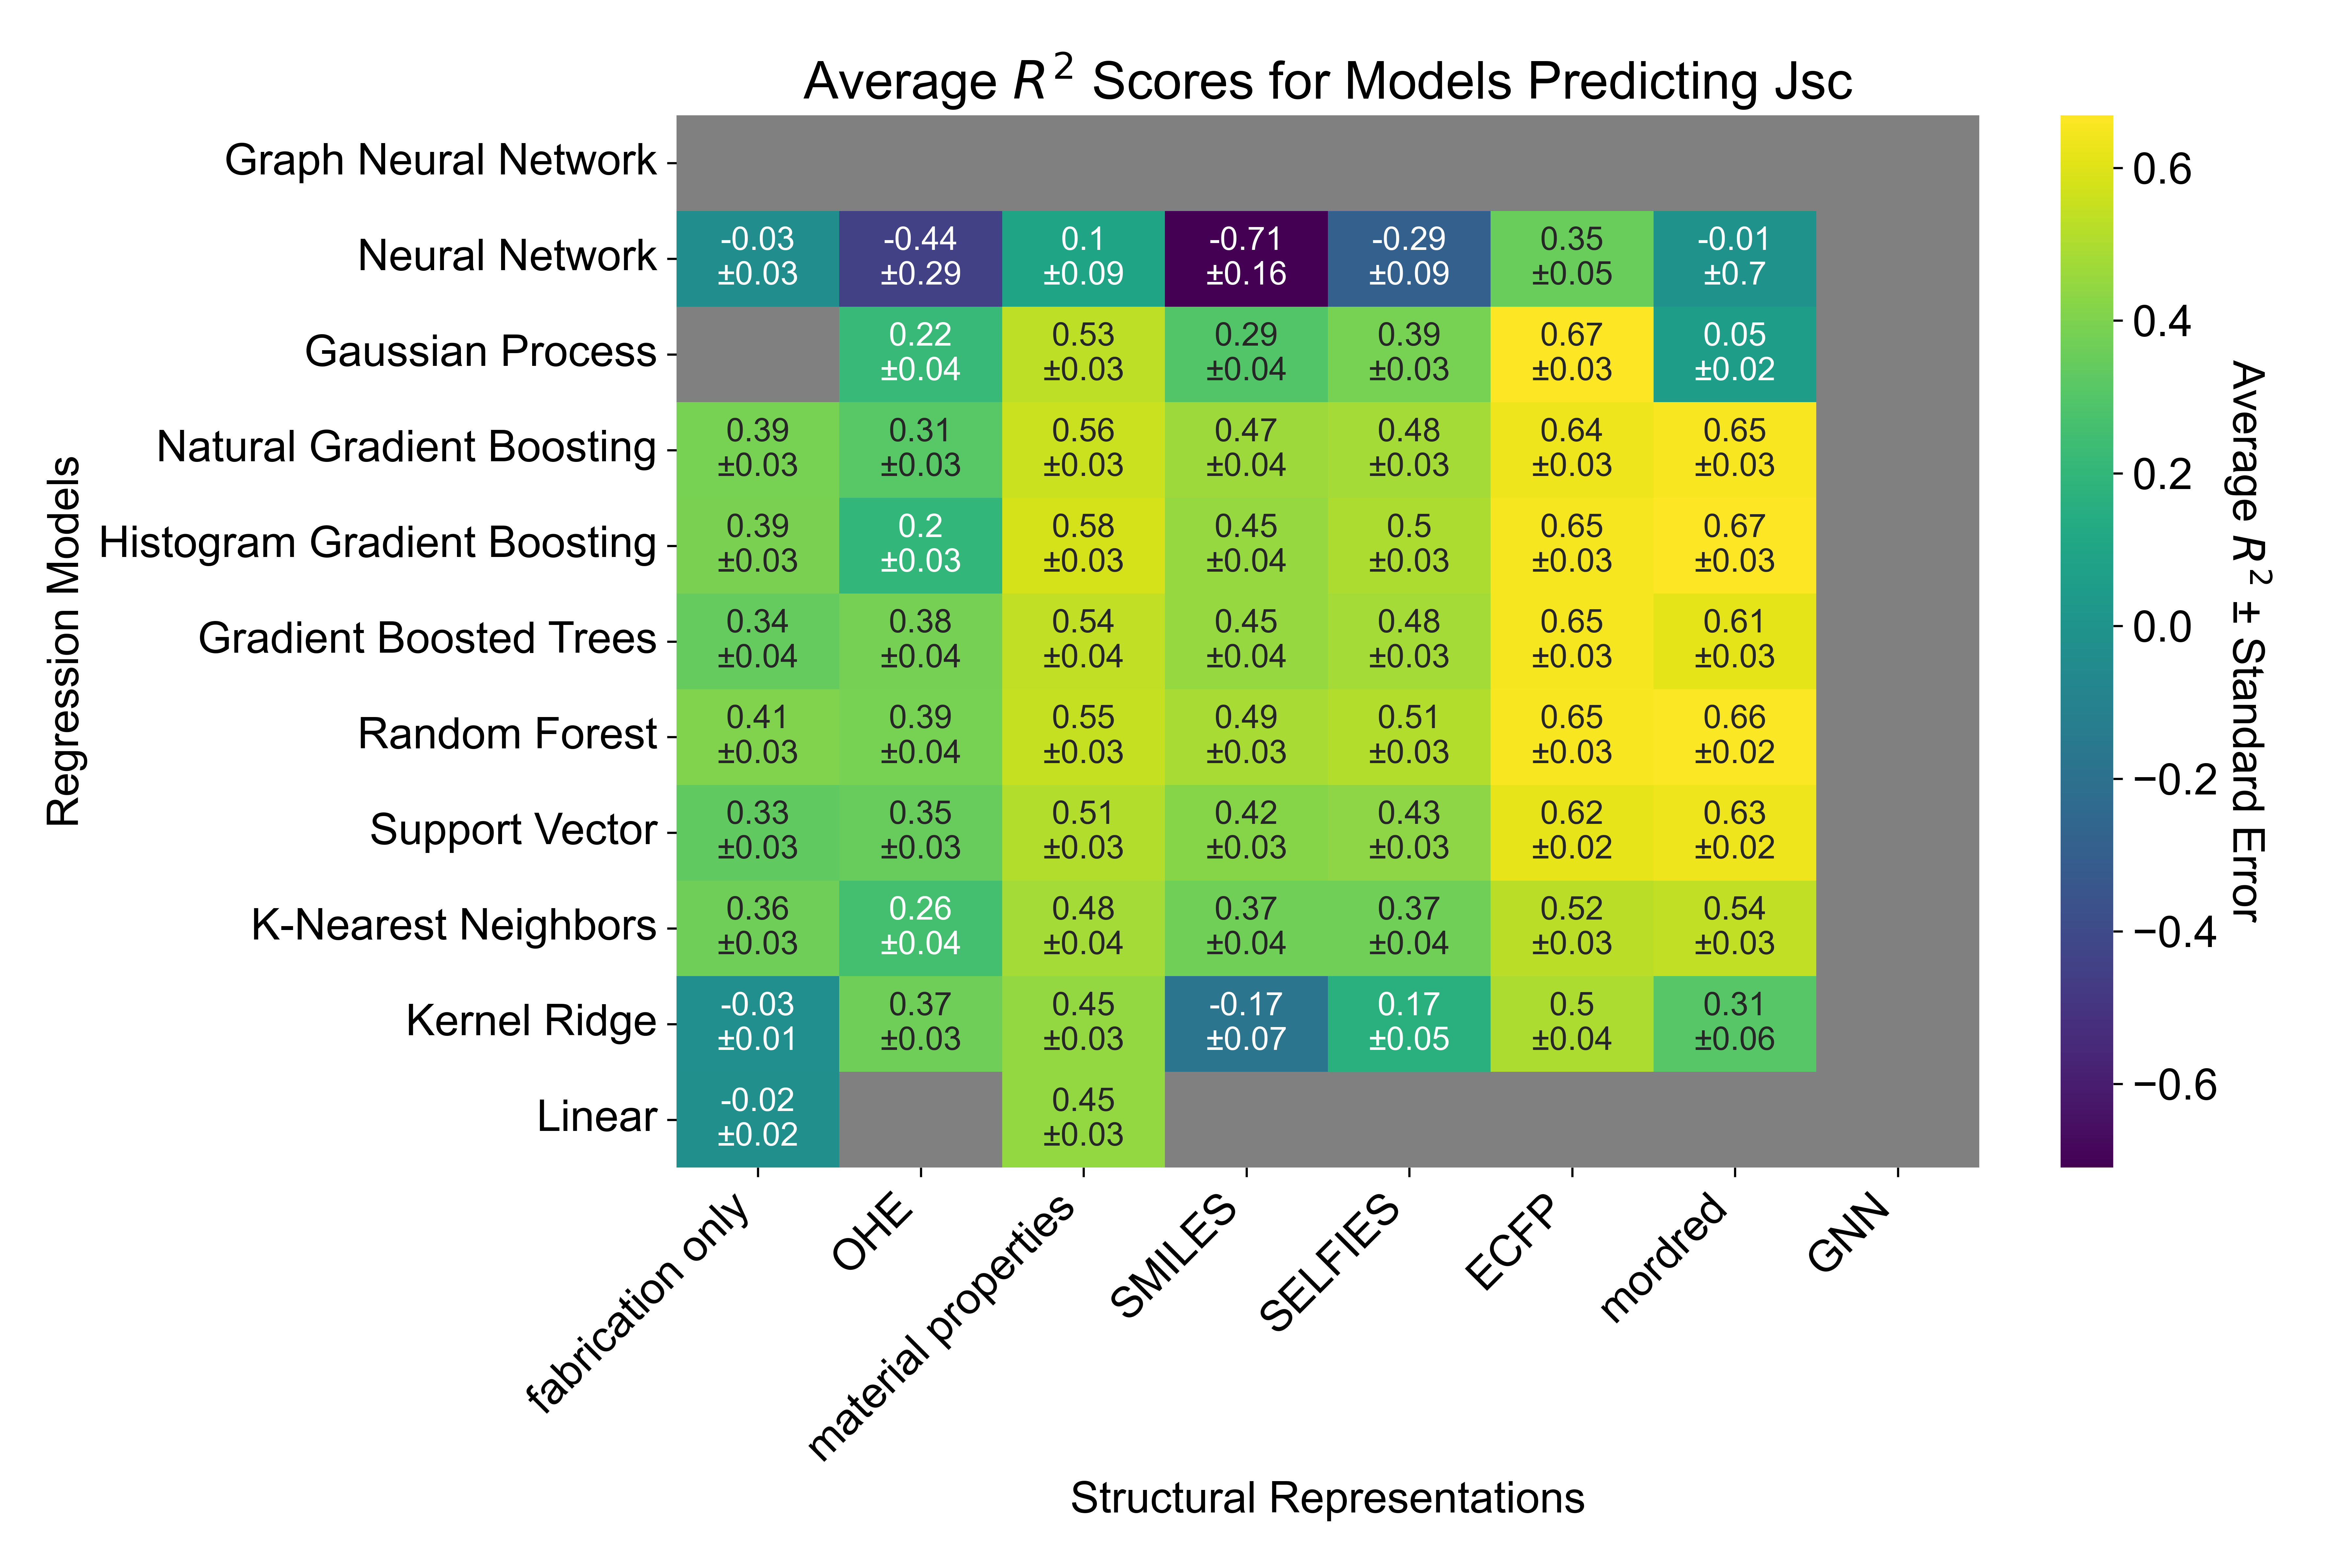 Average R² Scores for Models Predicting Jsc
Regression Models
Graph Neural Network
Neural Network
-0.03 -0.44 0.1 -0.71 -0.29 0.35 -0.01
±0.03 ±0.29 ±0.09 ±0.16 ±0.09 ±0.05 ±0.7
Gaussian Process
0.22 0.53 0.29 0.39 0.67 0.05
±0.04 ±0.03 ±0.04 ±0.03 ±0.03 ±0.02
Natural Gradient Boosting
0.39 0.31 0.56 0.47 0.48 0.64 0.65
±0.03 ±0.03 ±0.03 ±0.04 ±0.03 ±0.03 ±0.03
Histogram Gradient Boosting
0.39 0.2 0.58 0.45 0.5 0.65 0.67
±0.03 ±0.03 ±0.03 ±0.04 ±0.03 ±0.03 ±0.03
Gradient Boosted Trees
0.34 0.38 0.54 0.45 0.48 0.65 0.61
±0.04 ±0.04 ±0.04 ±0.04 ±0.03 ±0.03 ±0.03
Random Forest
0.41 0.39 0.55 0.49 0.51 0.65 0.66
±0.03 ±0.04 ±0.03 ±0.03 ±0.03 ±0.03 ±0.02
Support Vector
0.33 0.35 0.51 0.42 0.43 0.62 0.63
±0.03 ±0.03 ±0.03 ±0.03 ±0.03 ±0.02 ±0.02
K-Nearest Neighbors
0.36 0.26 0.48 0.37 0.37 0.52 0.54
±0.03 ±0.04 ±0.04 ±0.04 ±0.04 ±0.03 ±0.03
Kernel Ridge
-0.03 0.37 0.45 -0.17 0.17 0.5 0.31
±0.01 ±0.03 ±0.03 ±0.07 ±0.05 ±0.04 ±0.06
Linear
-0.02 0.45
±0.02 ±0.03
fabrication only
OHE
material properties
SMILES
SELFIES
ECFP
mordred
GNN
Structural Representations
0.6
0.4
0.2
0.0
−0.2
−0.4
−0.6
Average R² ± Standard Error